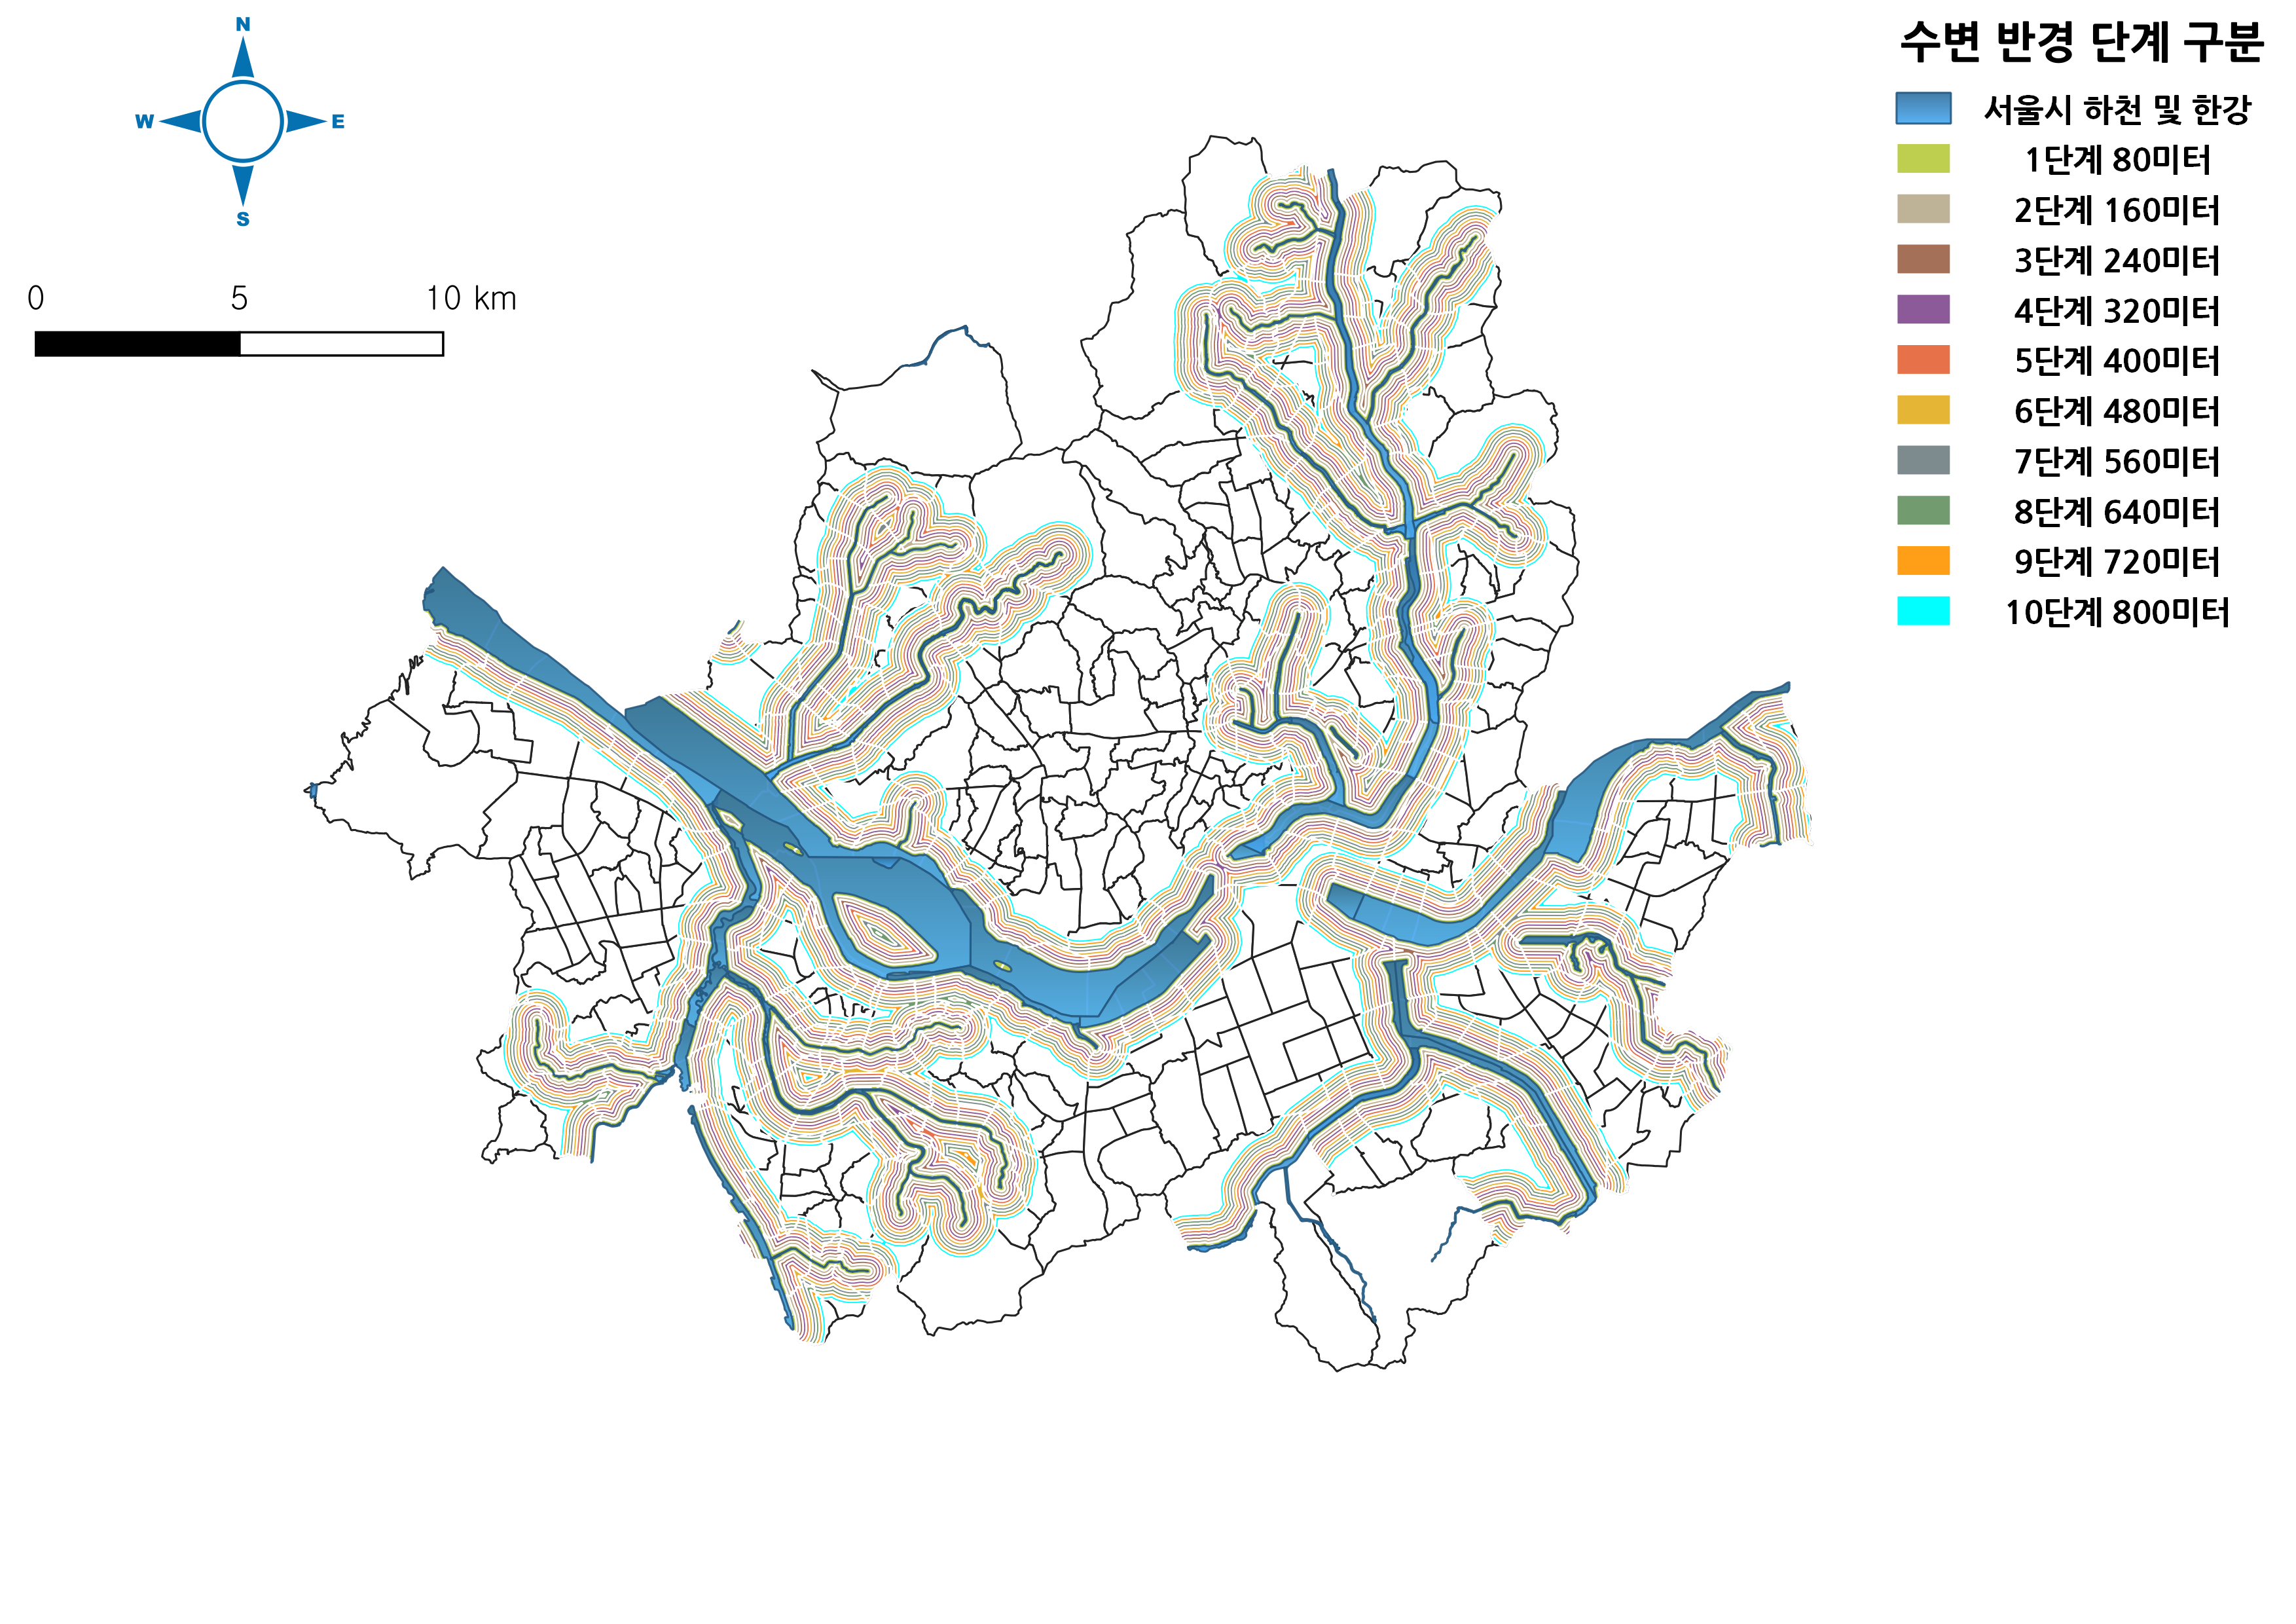 N
W E
S
0 5 10 km
수변 반경 단계 구분
서울시 하천 및 한강
1단계 80미터
2단계 160미터
3단계 240미터
4단계 320미터
5단계 400미터
6단계 480미터
7단계 560미터
8단계 640미터
9단계 720미터
10단계 800미터